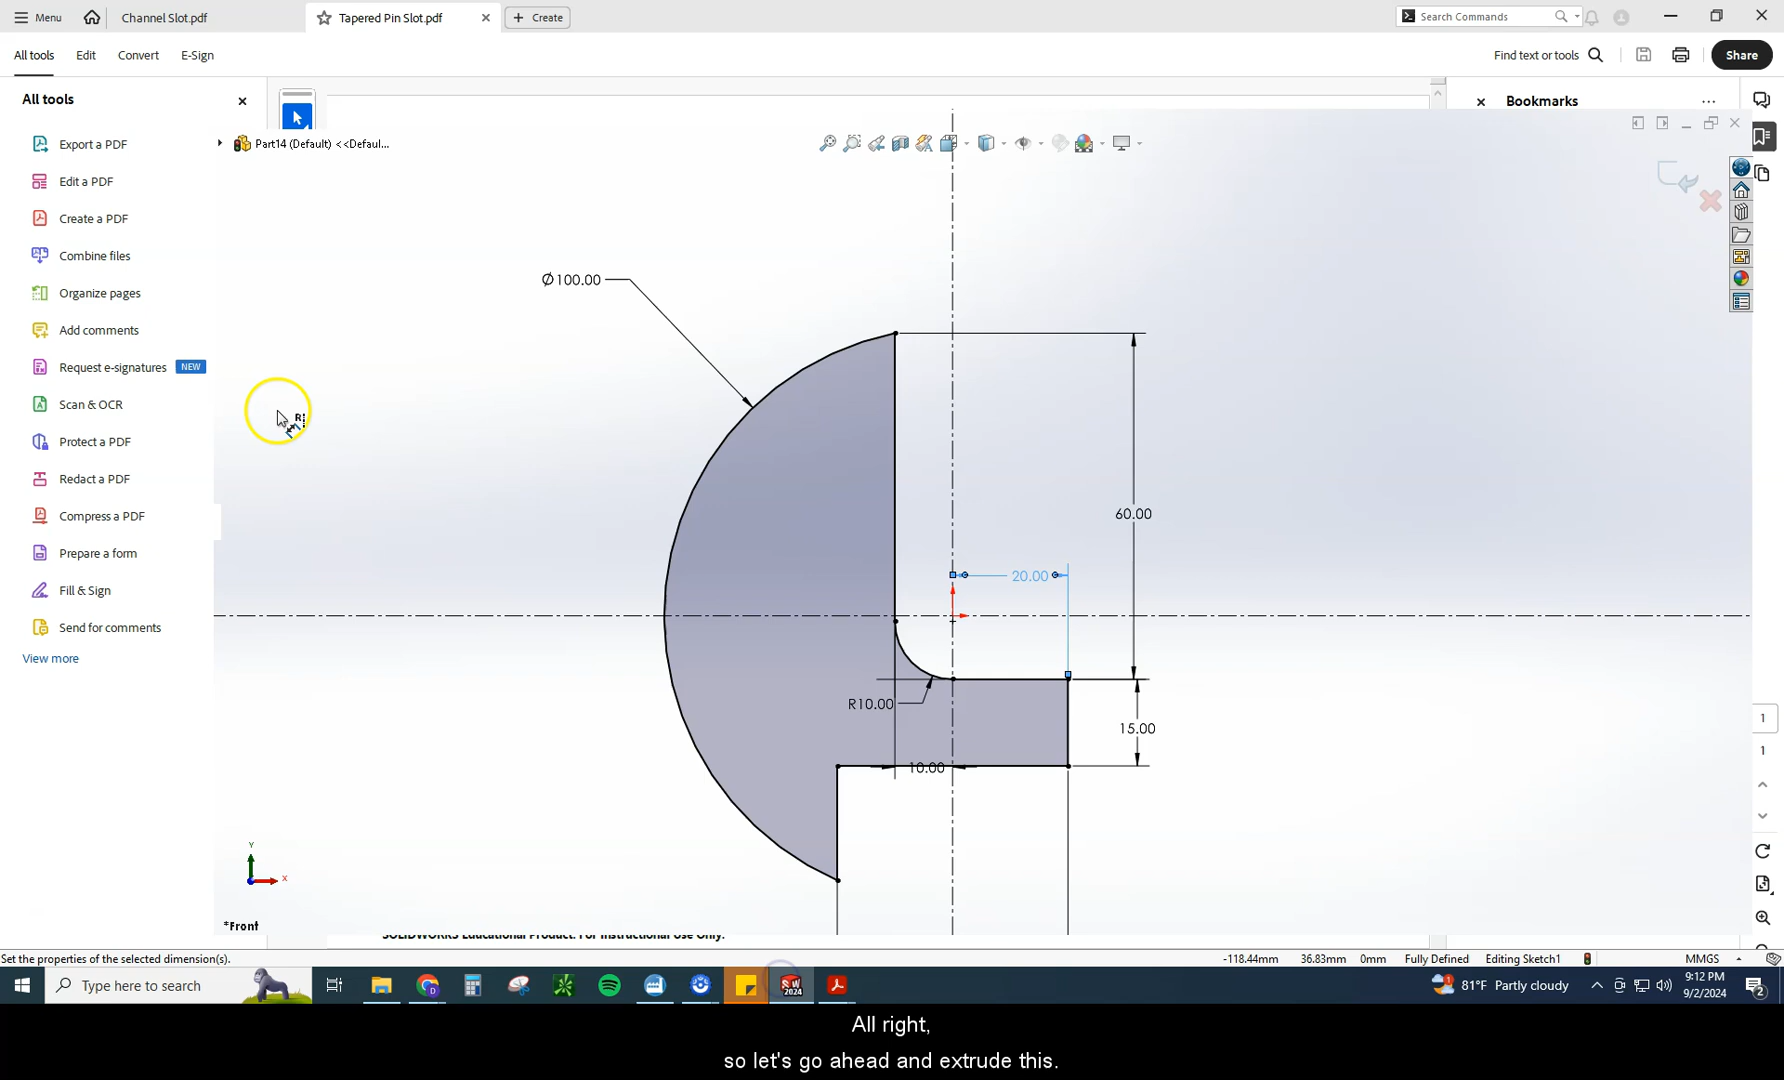 Menu
Channel Slot.pdf
Tapered Pin Slot.pdf
Create
Search Commands
All tools
Edit
Convert
E-Sign
Find text or tools
Share
All tools
Bookmarks
Export a PDF
Part14 (Default) <<Defaul...
Edit a PDF
Create a PDF
Combine files
Ø100.00
Organize pages
Add comments
Request e-signatures
NEW
Scan & OCR
R
Protect a PDF
Redact a PDF
Compress a PDF
60.00
Prepare a form
20.00
Fill & Sign
Send for comments
View more
R10.00
1
15.00
1
10.00
Y
X
*Front
SOLIDWORKS Educational Product. For Instructional Use Only.
Set the properties of the selected dimension(s).
-118.44mm
36.83mm
0mm
Fully Defined
Editing Sketch1
MMGS
Type here to search
SW
2024
81°F
Partly cloudy
9:12 PM
9/2/2024
2
All right,
so let's go ahead and extrude this.